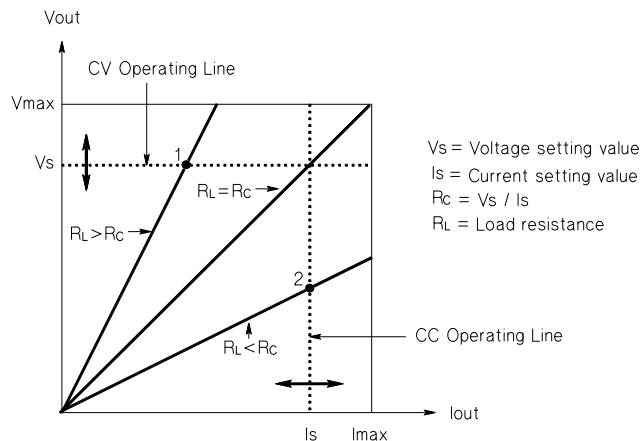 Vout
CV Operating Line
Vmax
Vs
1
RL=RC
RL>RC
2
RL<RC
CC Operating Line
Iout
Is
Imax
Vs = Voltage setting value
Is = Current setting value
RC = Vs / Is
RL = Load resistance